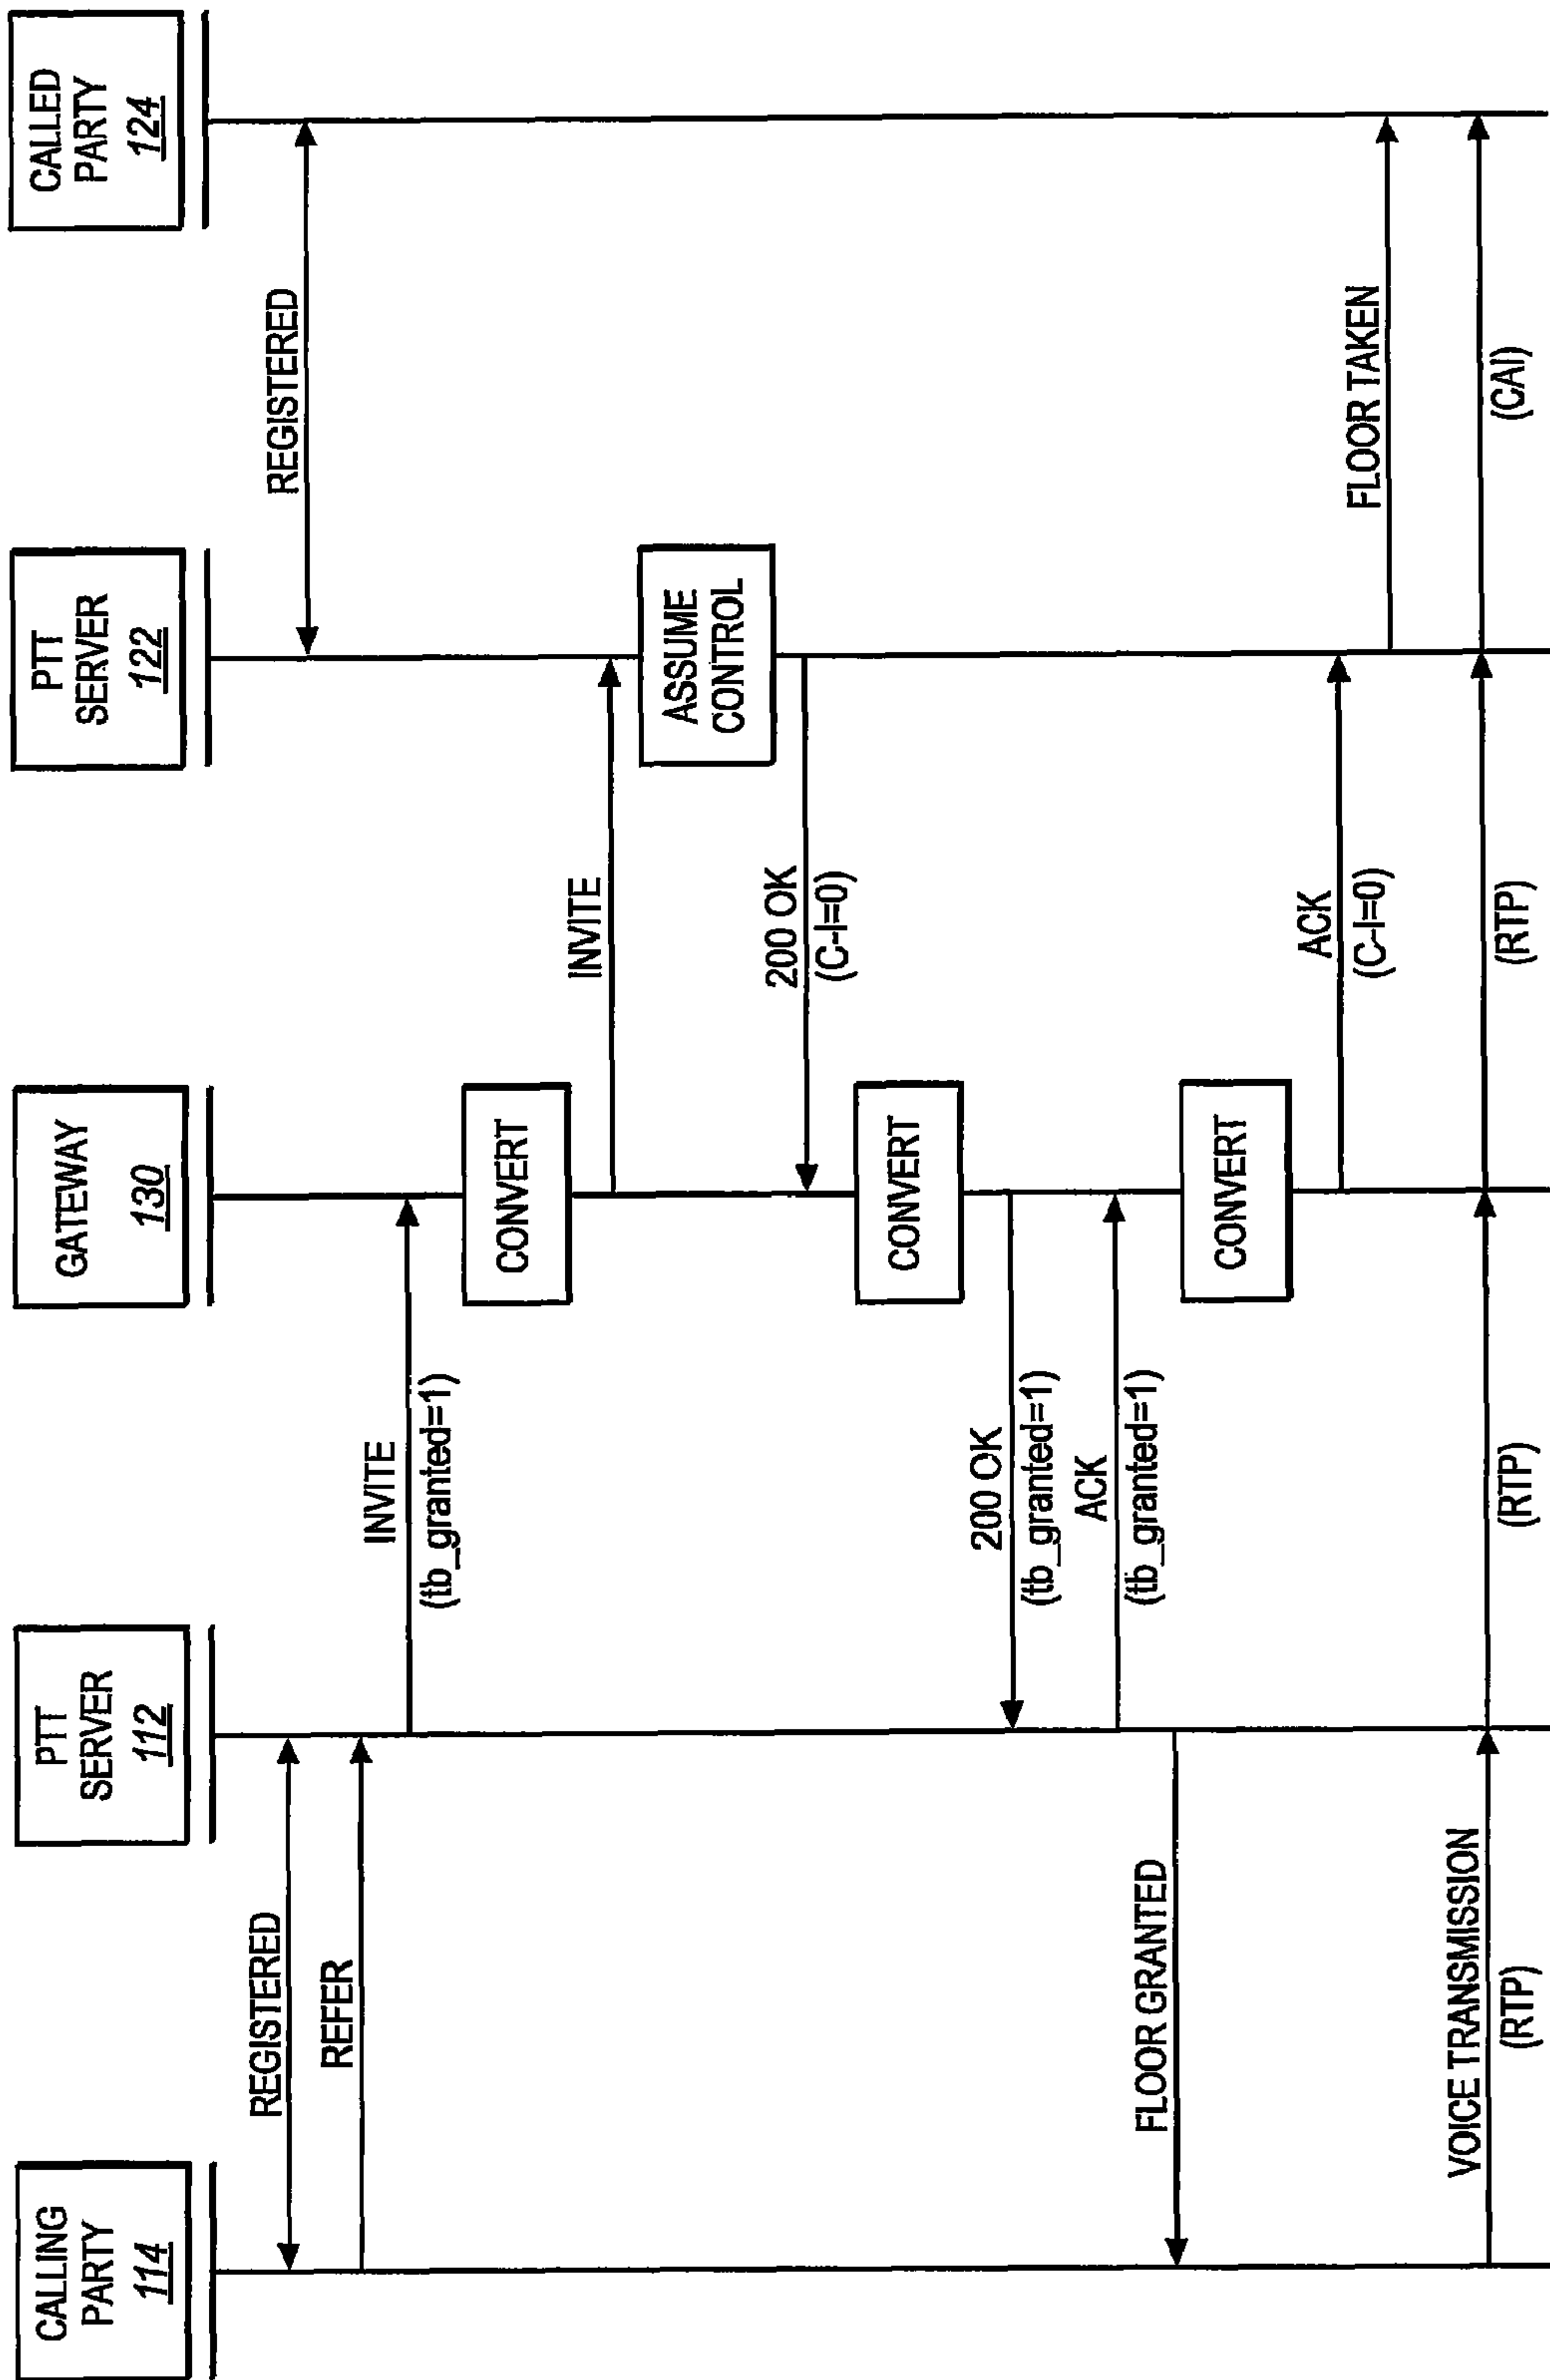 CALLING
PARTY
114
PTT
SERVER
112
GATEWAY
130
PTT
SERVER
122
CALLED
PARTY
124
REGISTERED
REGISTERED
REFER
INVITE
(tb_granted=1)
CONVERT
INVITE
ASSUME
CONTROL
200 OK
(C-I=0)
CONVERT
200 OK
(tb_granted=1)
ACK
(tb_granted=1)
FLOOR GRANTED
CONVERT
ACK
(C-I=0)
FLOOR TAKEN
VOICE TRANSMISSION
(RTP)
(RTP)
(RTP)
(CAI)